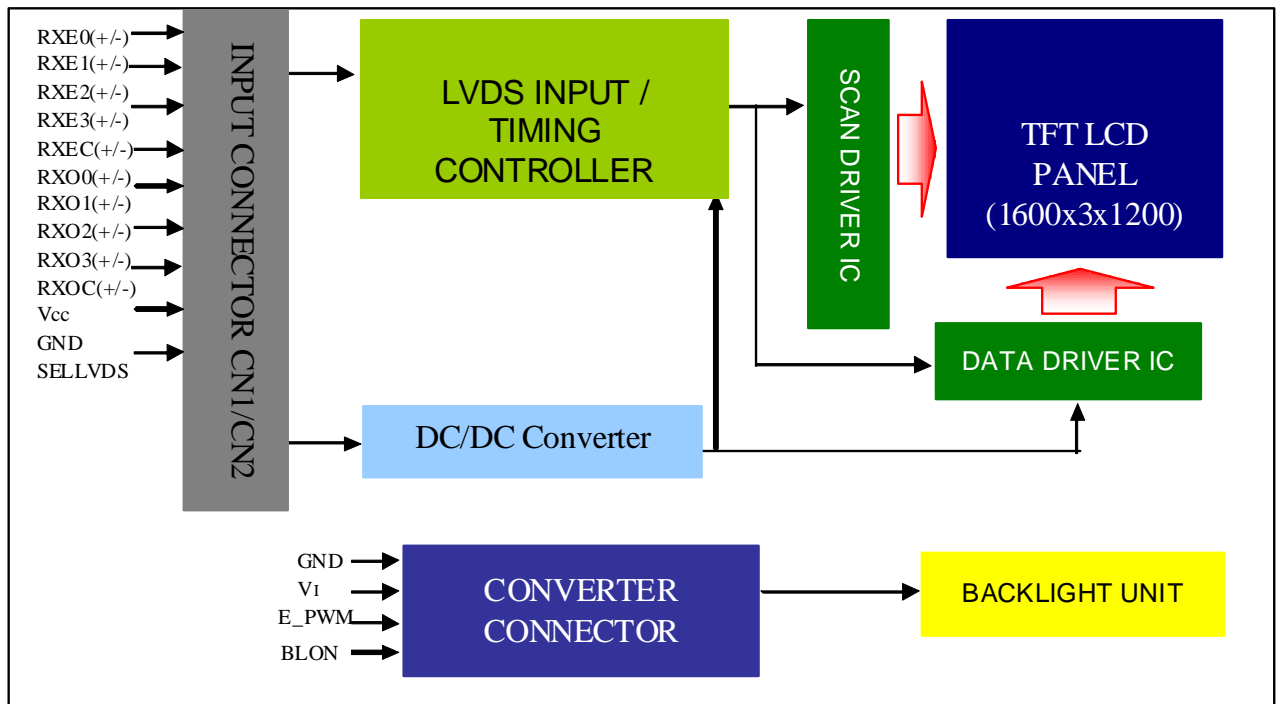 RXE0(+/-)
RXE1(+/-)
RXE2(+/-)
RXE3(+/-)
RXEC(+/-)
RXO0(+/-)
RXO1(+/-)
RXO2(+/-)
RXO3(+/-)
RXOC(+/-)
Vcc
GND
SELLVDS
INPUT CONNECTOR CN1/CN2
LVDS INPUT /
TIMING
CONTROLLER
SCAN DRIVER IC
TFT LCD
PANEL
(1600x3x1200)
DATA DRIVER IC
DC/DC Converter
GND
VI
E_PWM
BLON
CONVERTER
CONNECTOR
BACKLIGHT UNIT